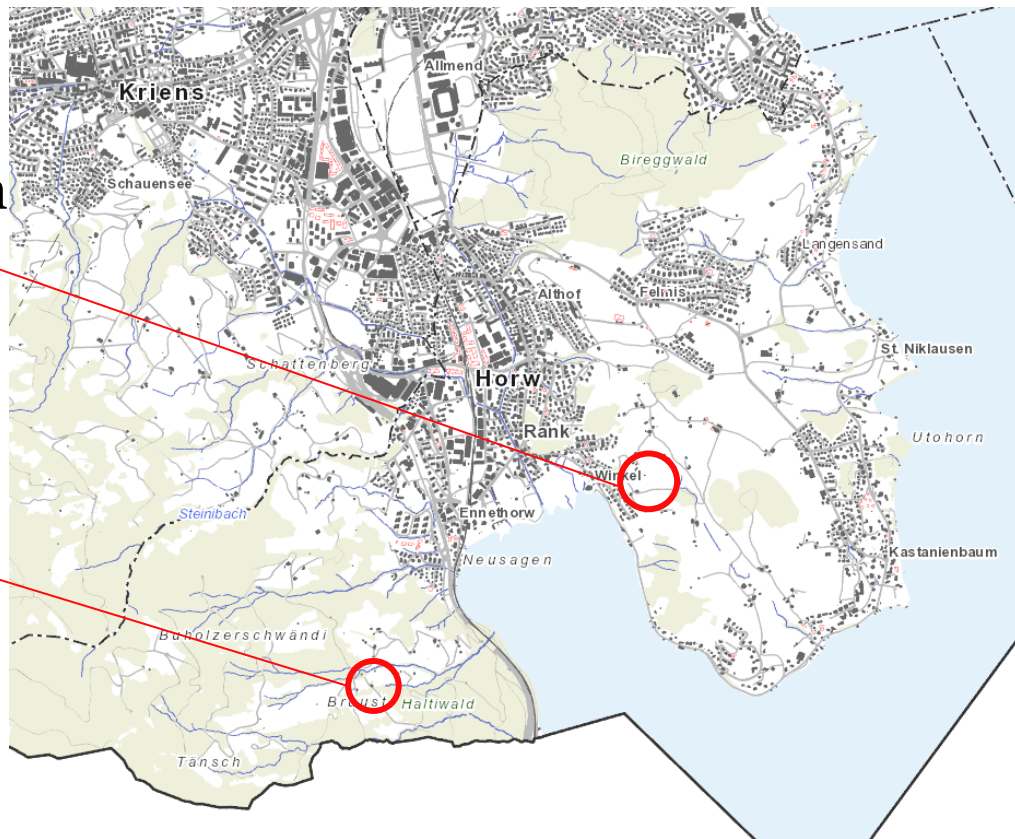 Allmend
Kriens
Bireggwald
Schauensee
Langensand
Althof
Felmis
St. Niklausen
Schattenberg
Horw
Rank
Utohorn
Winkel
Steinibach
Ennethorw
Kastanienbaum
Neusagen
Buholzerschwändi
Haltiwald
Tänsch